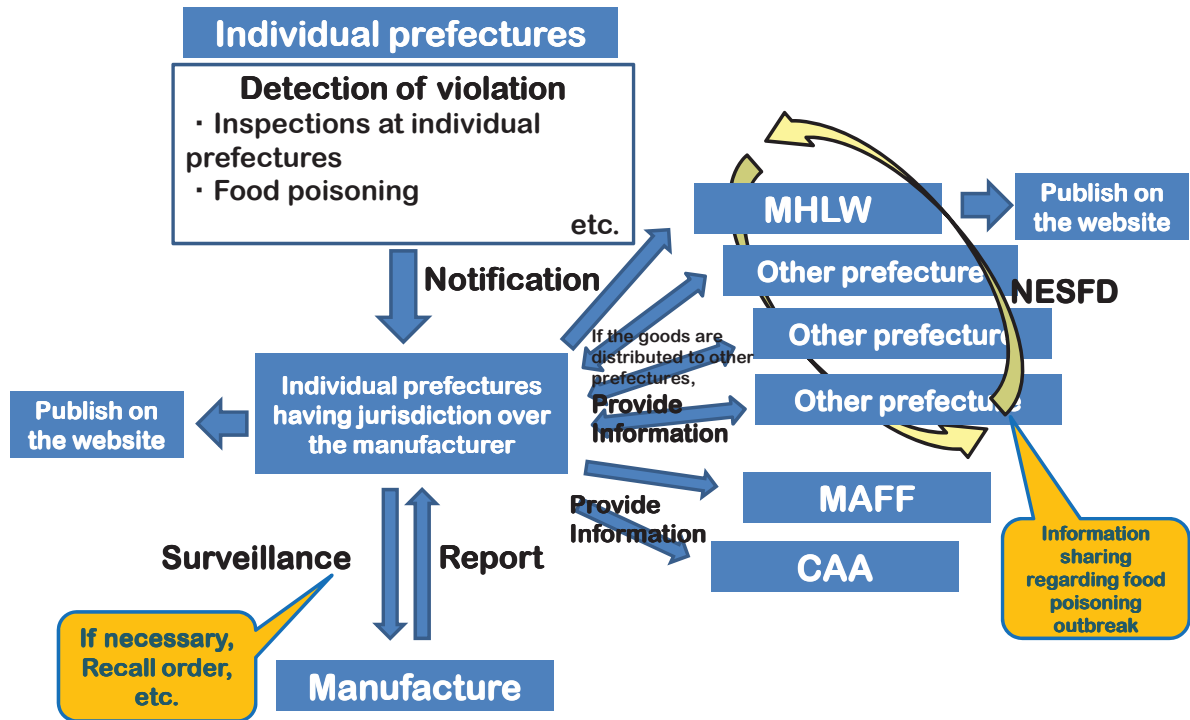 Individual prefectures
Detection of violation
・Inspections at individual
prefectures
・Food poisoning
etc.
Notification
MHLW
Publish on
the website
Other prefecture
NESFD
Other prefecture
Other prefecture
If the goods are
distributed to other
prefectures,
Provide
Information
Individual prefectures
having jurisdiction over
the manufacturer
Publish on
the website
MAFF
Provide
Information
CAA
Information
sharing
regarding food
poisoning
outbreak
Surveillance
Report
If necessary,
Recall order,
etc.
Manufacture